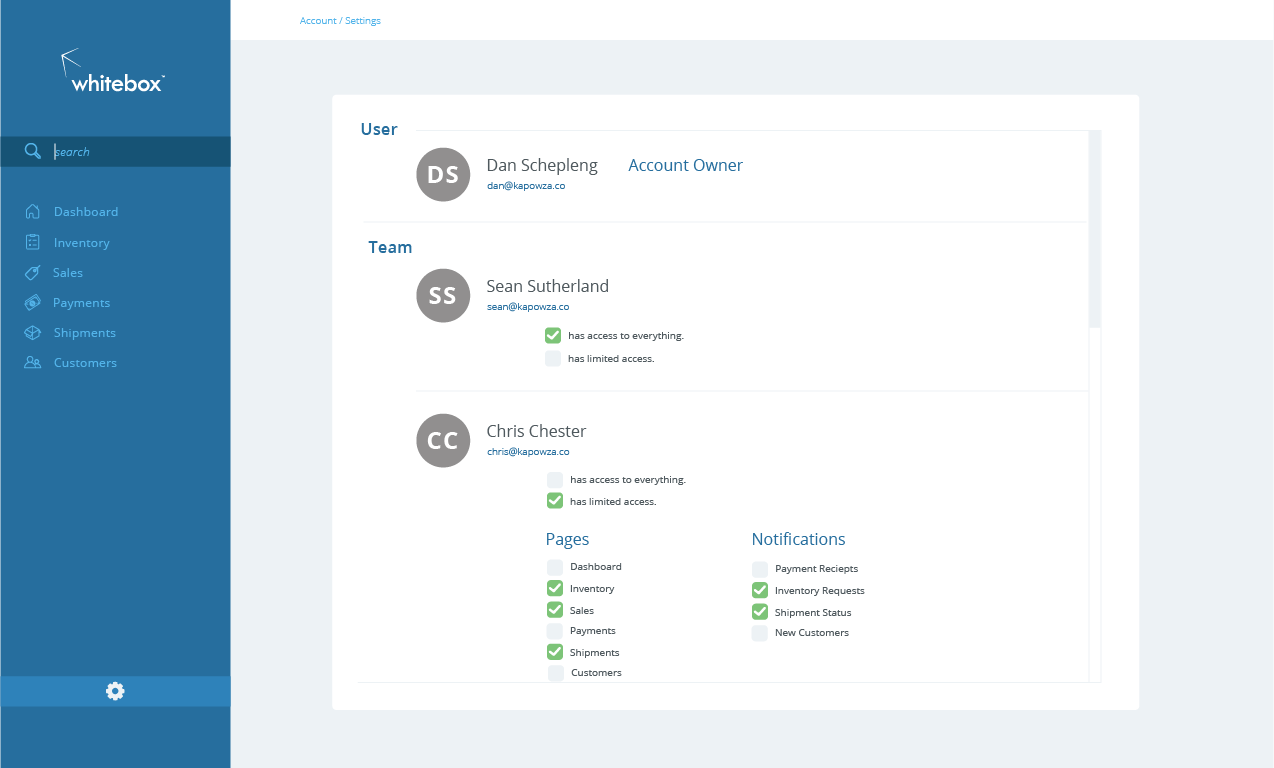 Account / Settings
whitebox™
search
Dashboard
Inventory
Sales
Payments
Shipments
Customers
User
DS
Dan Schepleng
Account Owner
dan@kapowza.co
Team
SS
Sean Sutherland
sean@kapowza.co
has access to everything.
has limited access.
CC
Chris Chester
chris@kapowza.co
has access to everything.
has limited access.
Pages
Dashboard
Inventory
Sales
Payments
Shipments
Customers
Notifications
Payment Reciepts
Inventory Requests
Shipment Status
New Customers